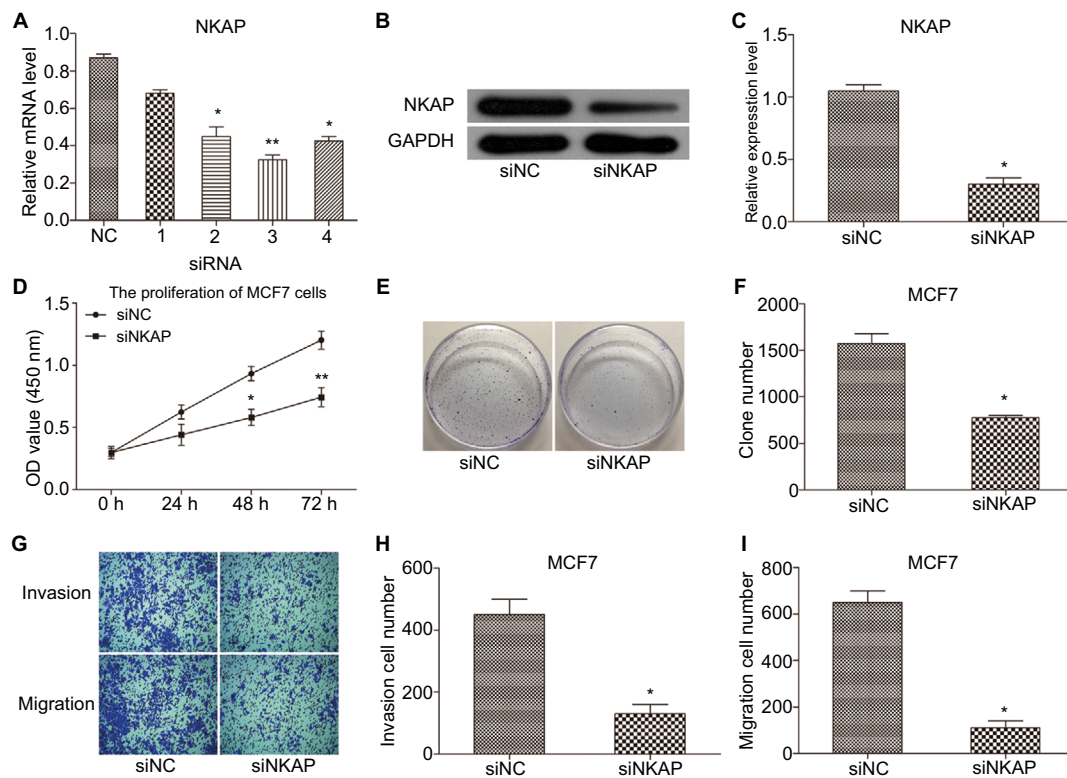 A
NKAP
Relative mRNA level
1.0
0.8
0.6
0.4
0.2
0.0
*
**
*
NC 1 2 3 4
siRNA
B
NKAP
GAPDH
siNC siNKAP
C
NKAP
Relative expresstion level
1.5
1.0
0.5
0.0
*
siNC siNKAP
D
The proliferation of MCF7 cells
siNC
siNKAP
OD value (450 nm)
1.5
1.0
0.5
0.0
*
**
0 h 24 h 48 h 72 h
E
siNC siNKAP
F
MCF7
Clone number
2000
1500
1000
500
0
*
siNC siNKAP
G
Invasion
Migration
siNC siNKAP
H
MCF7
Invasion cell number
600
400
200
0
*
siNC siNKAP
I
MCF7
Migration cell number
800
600
400
200
0
*
siNC siNKAP